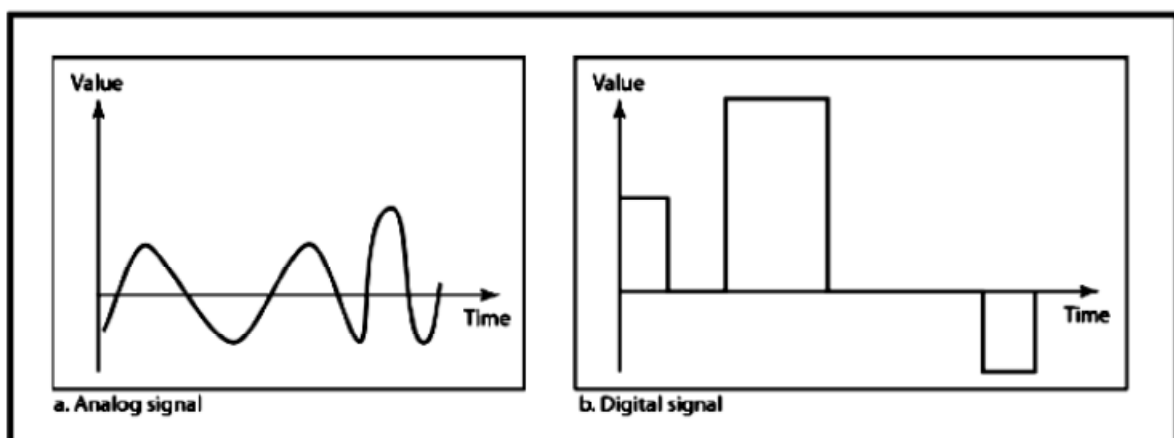 Value
Time
a. Analog signal
Value
Time
b. Digital signal